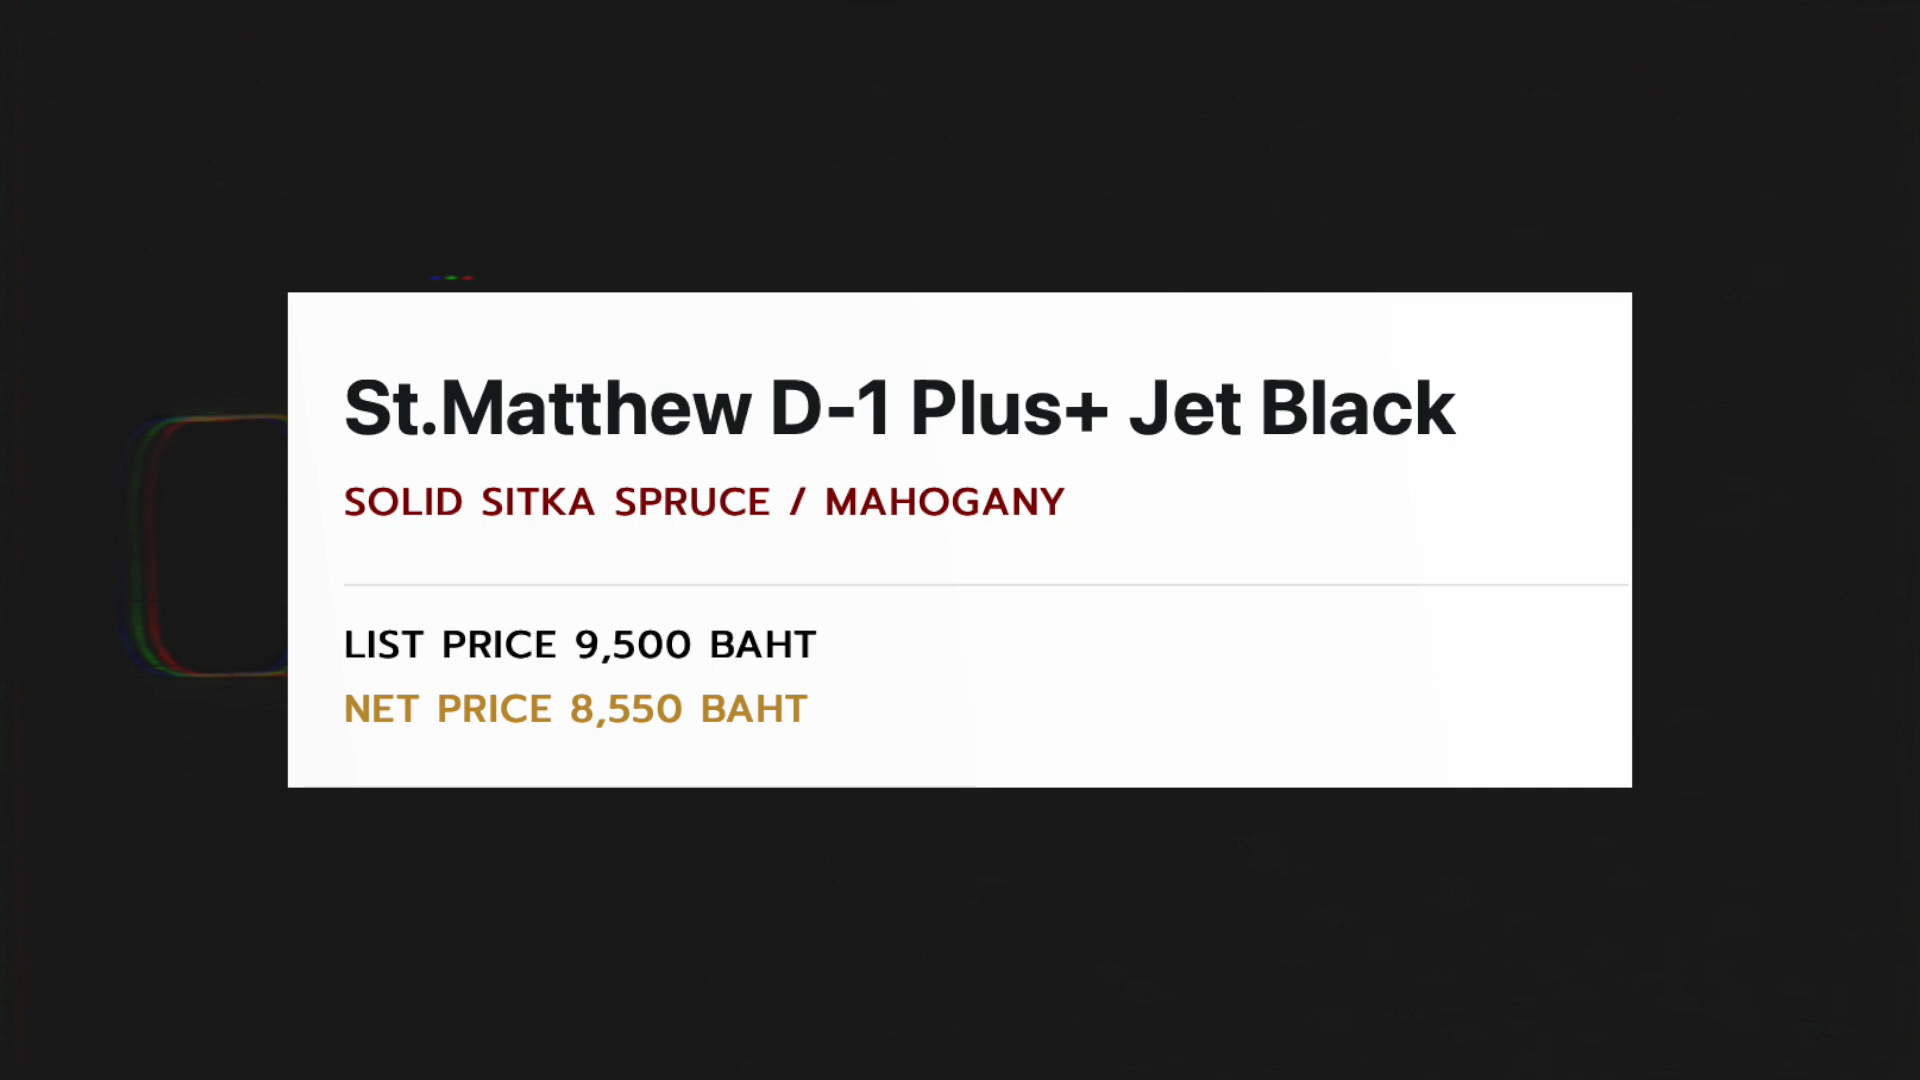 St.Matthew D-1 Plus+ Jet Black
SOLID SITKA SPRUCE / MAHOGANY
LIST PRICE 9,500 BAHT
NET PRICE 8,550 BAHT